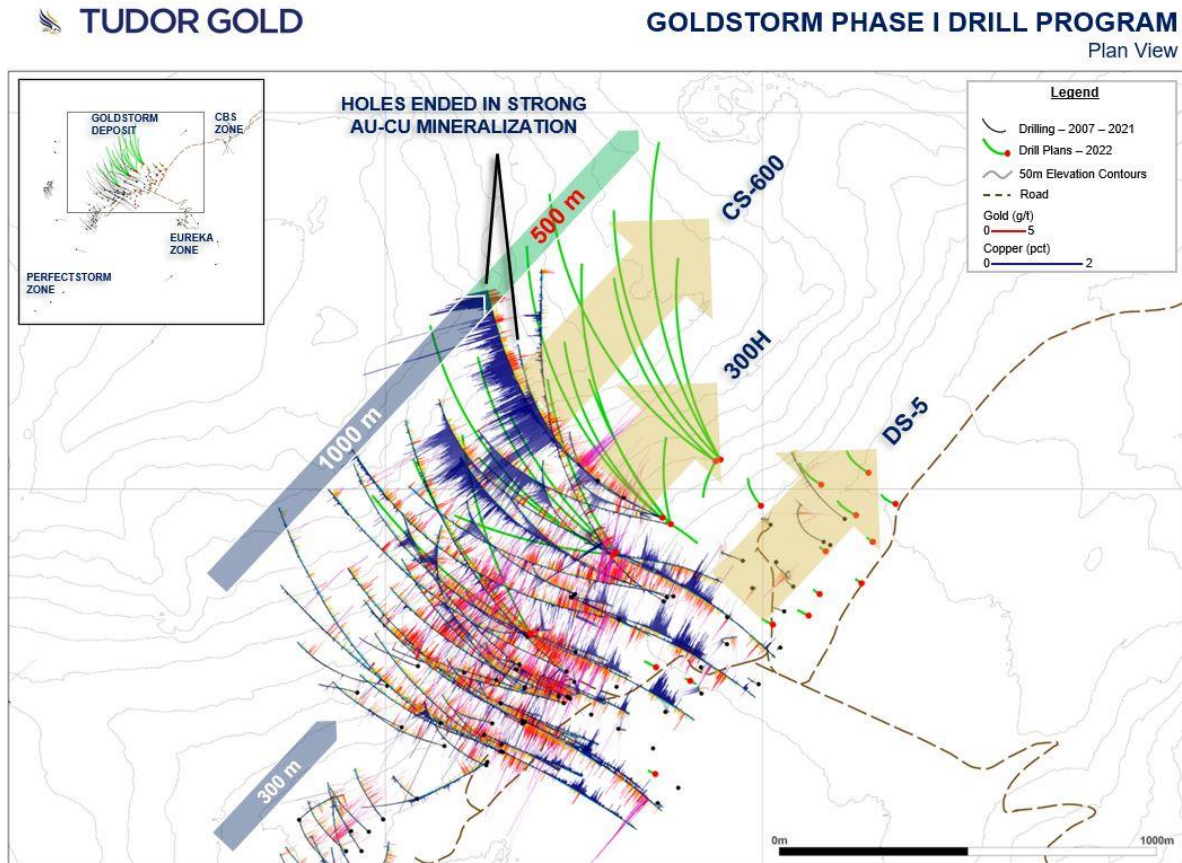 TUDOR GOLD
GOLDSTORM PHASE I DRILL PROGRAM
Plan View
GOLDSTORM
DEPOSIT
CBS
ZONE
EUREKA
ZONE
PERFECTSTORM
ZONE
HOLES ENDED IN STRONG
AU-CU MINERALIZATION
500 m
1000 m
300 m
CS-600
300H
DS-5
Legend
Drilling – 2007 – 2021
Drill Plans – 2022
50m Elevation Contours
Road
Gold (g/t)
0 5
Copper (pct)
0 2
0m 1000m